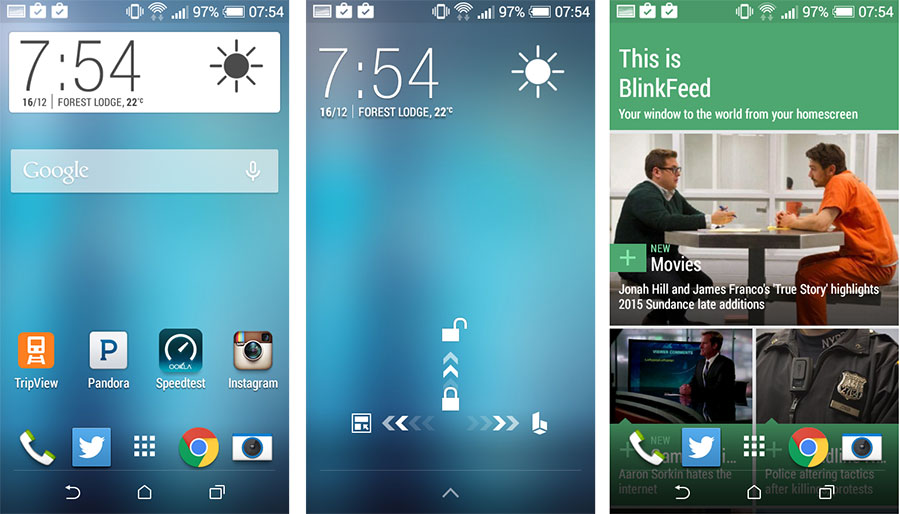 97% 07:54
7:54
16/12 FOREST LODGE, 22°C
Google
TripView
P
Pandora
OOKLA
Speedtest
Instagram
97% 07:54
7:54
16/12 FOREST LODGE, 22°C
97% 07:54
This is
BlinkFeed
Your window to the world from your homescreen
NEW
Movies
Jonah Hill and James Franco's 'True Story' highlights
2015 Sundance late additions
NEW
Aaron Sorkin hates the
internet
Police altering tactics
after killing protests